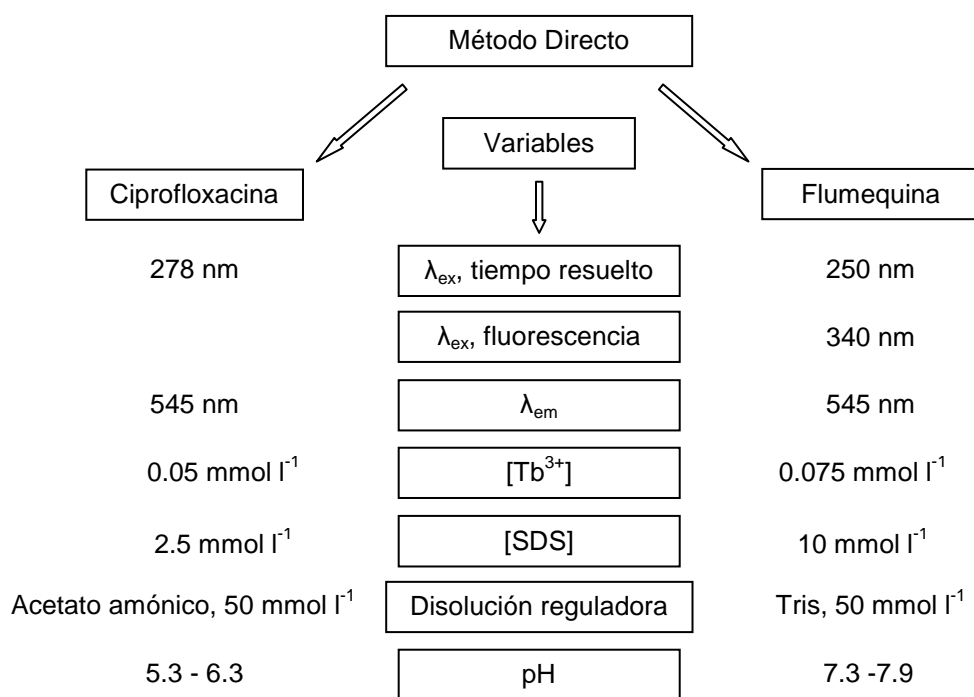 Método Directo
Variables
Ciprofloxacina
Flumequina
278 nm λex, tiempo resuelto 250 nm
λex, fluorescencia 340 nm
545 nm λem 545 nm
0.05 mmol l-1 [Tb3+] 0.075 mmol l-1
2.5 mmol l-1 [SDS] 10 mmol l-1
Acetato amónico, 50 mmol l-1 Disolución reguladora Tris, 50 mmol l-1
5.3 - 6.3 pH 7.3 -7.9